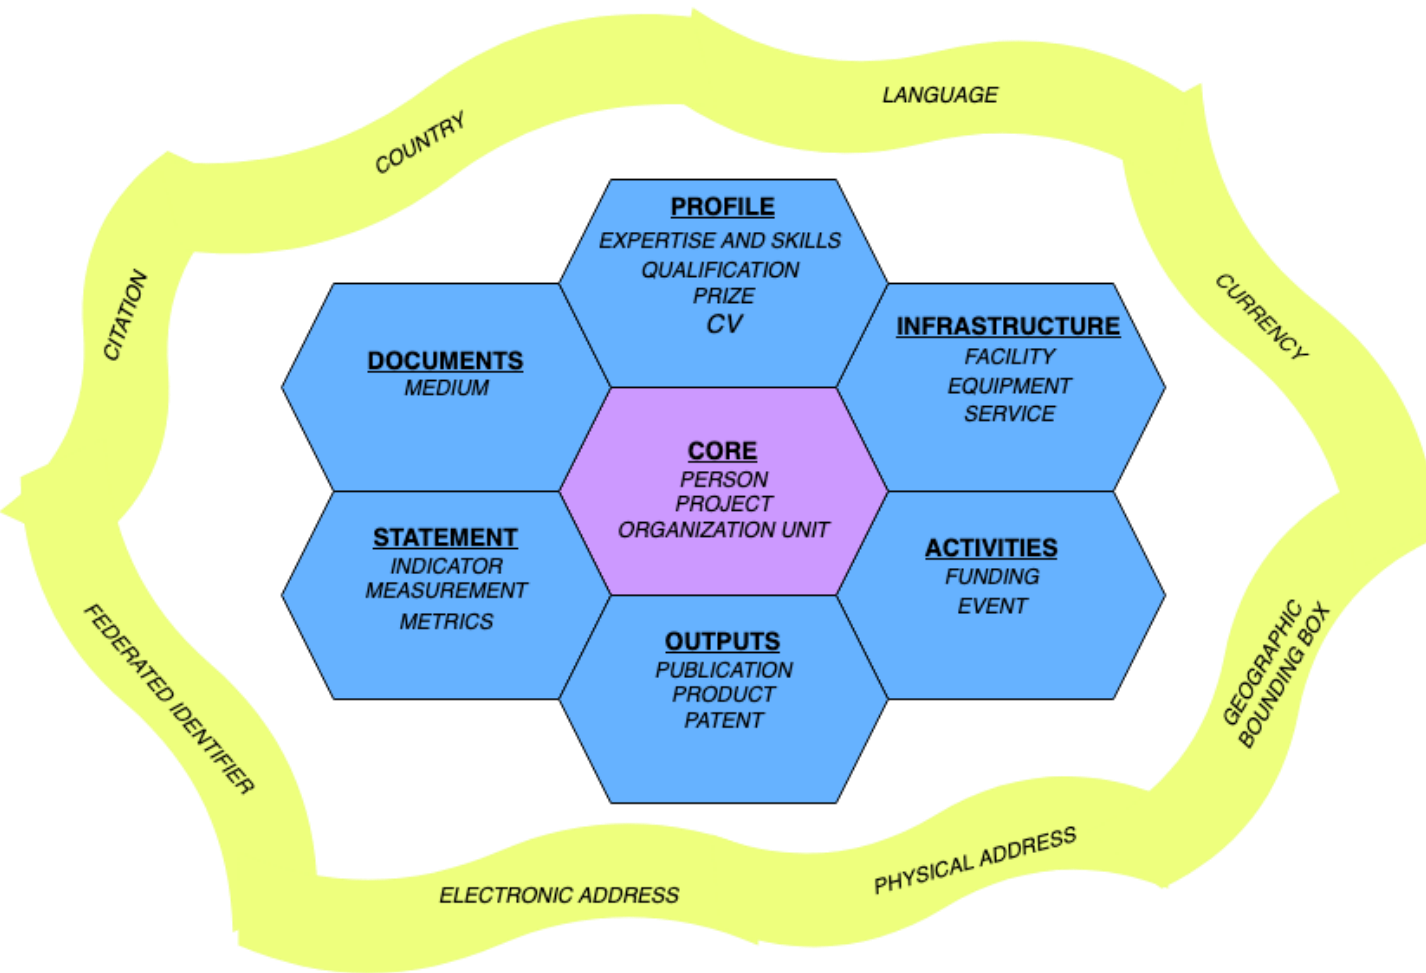 LANGUAGE
COUNTRY
CITATION
CURRENCY
PROFILE
EXPERTISE AND SKILLS
QUALIFICATION
PRIZE
CV
DOCUMENTS
MEDIUM
INFRASTRUCTURE
FACILITY
EQUIPMENT
SERVICE
CORE
PERSON
PROJECT
ORGANIZATION UNIT
STATEMENT
INDICATOR
MEASUREMENT
METRICS
ACTIVITIES
FUNDING
EVENT
OUTPUTS
PUBLICATION
PRODUCT
PATENT
FEDERATED IDENTIFIER
GEOGRAPHIC
BOUNDING BOX
ELECTRONIC ADDRESS
PHYSICAL ADDRESS